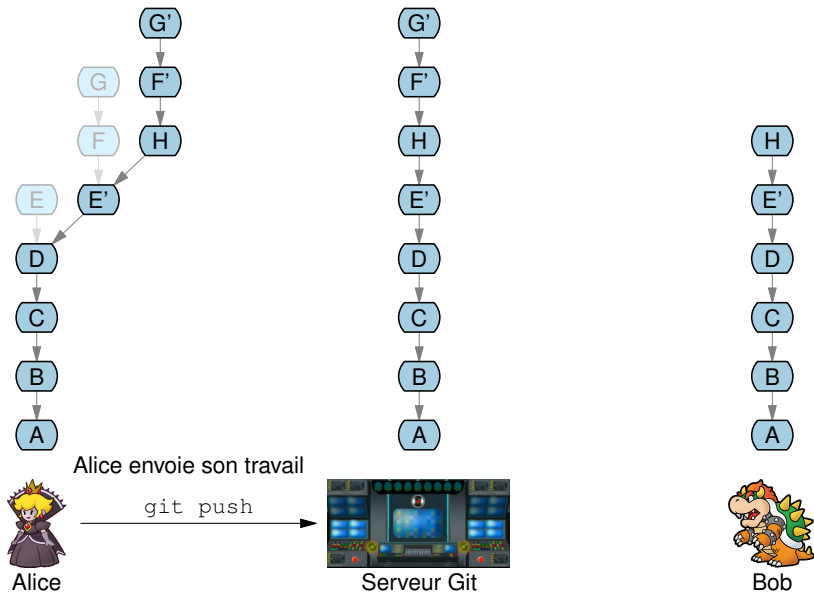 G' G'
G F' F'
F H H H
E E' E' E'
D D D
C C C
B B B
A A A
Alice envoie son travail
git push
Alice Serveur Git Bob